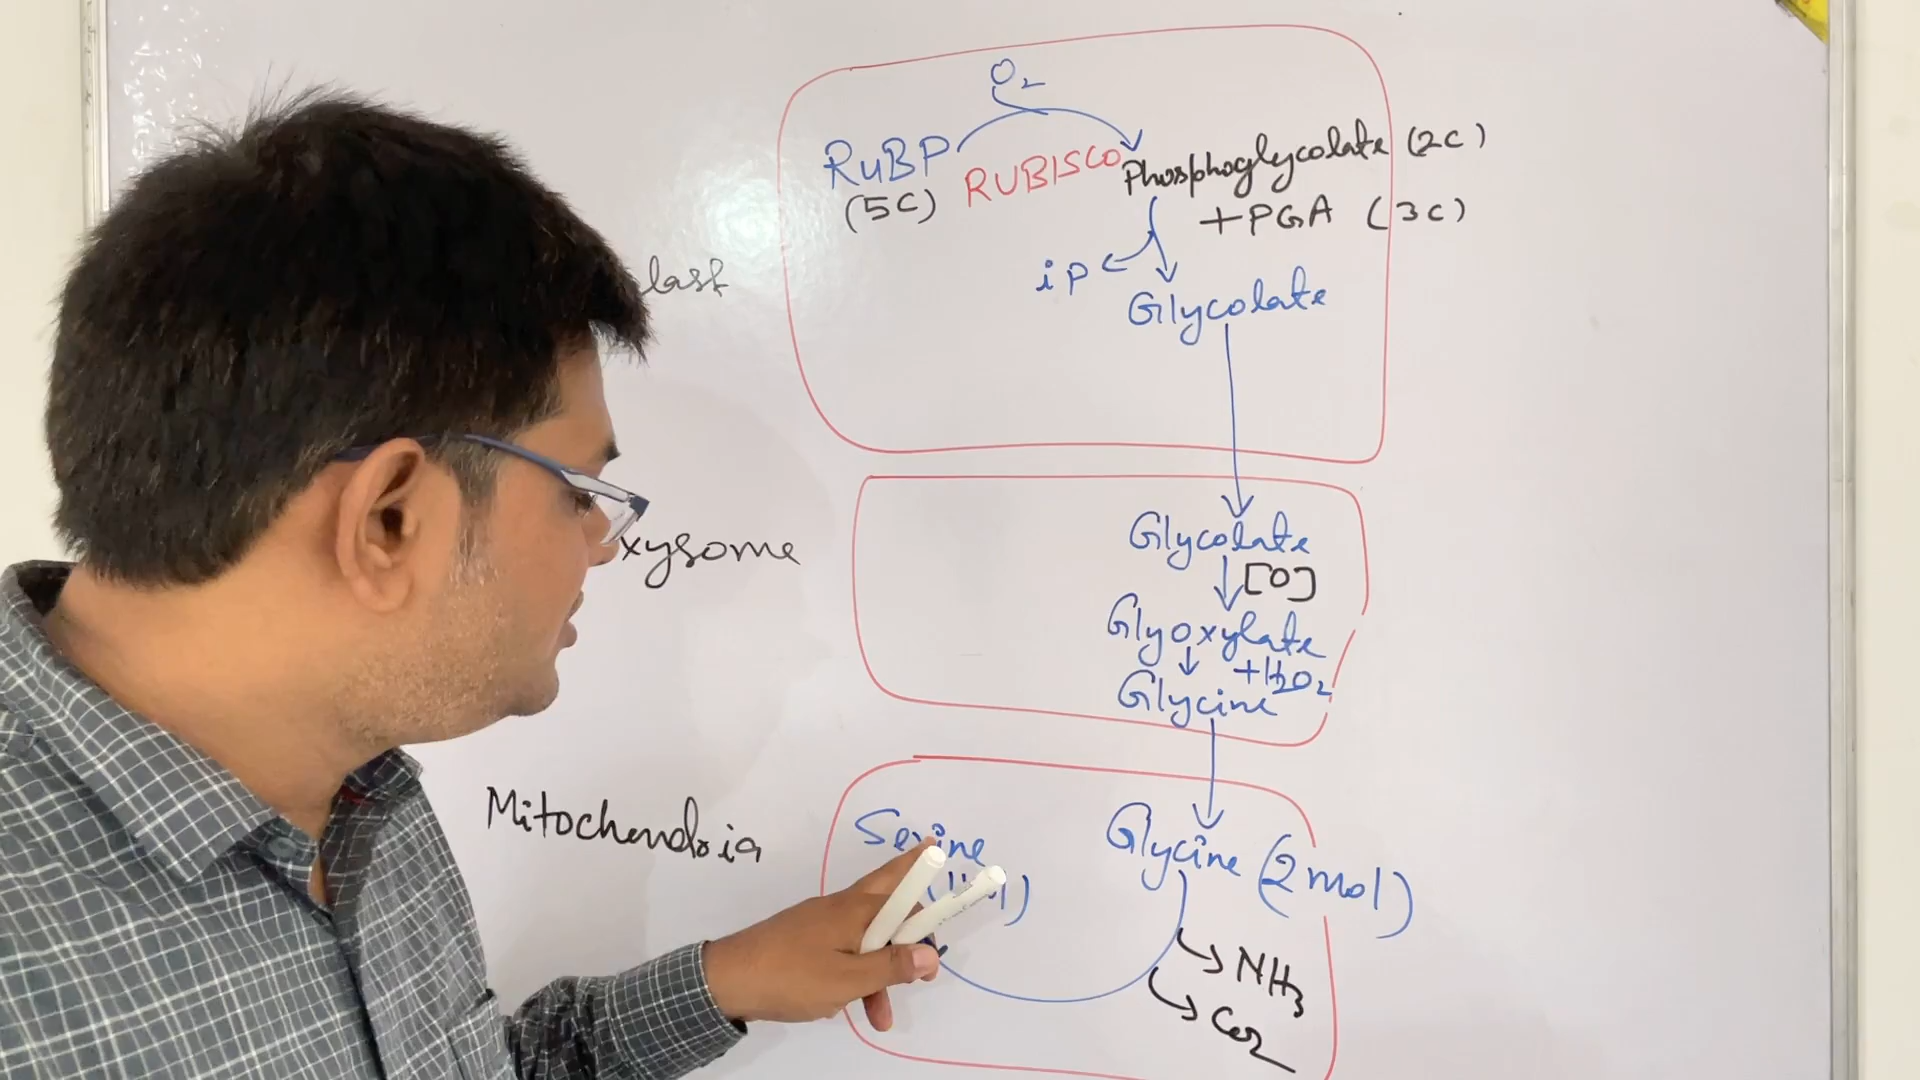 O2
RuBP RUBISCO Phosphoglycolate (2C)
(5C) +PGA (3C)
ip
last
Glycolate
Glycolate
xysome
[O]
Glyoxylate
+H2O2
Glycine
Mitochondria
Serine Glycine (2 mol)
NH3
CO2